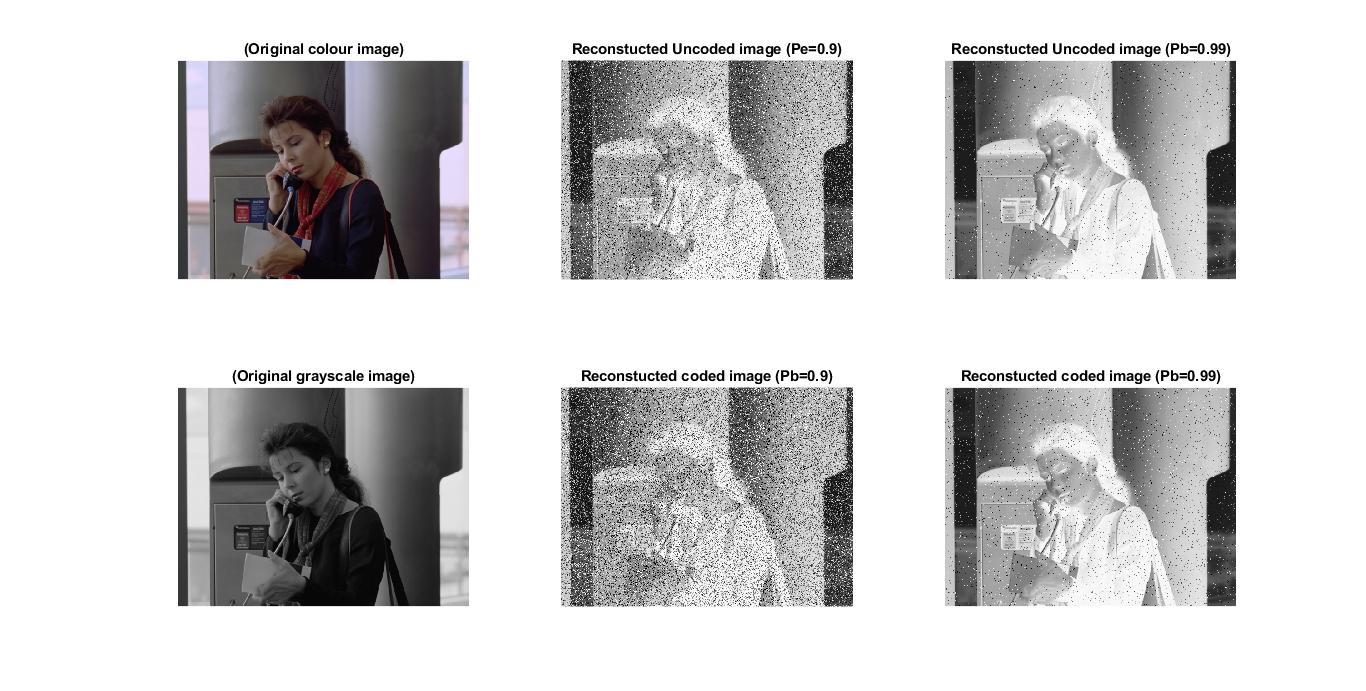 (Original colour image)
Reconstucted Uncoded image (Pe=0.9)
Reconstucted Uncoded image (Pb=0.99)
(Original grayscale image)
Reconstucted coded image (Pb=0.9)
Reconstucted coded image (Pb=0.99)